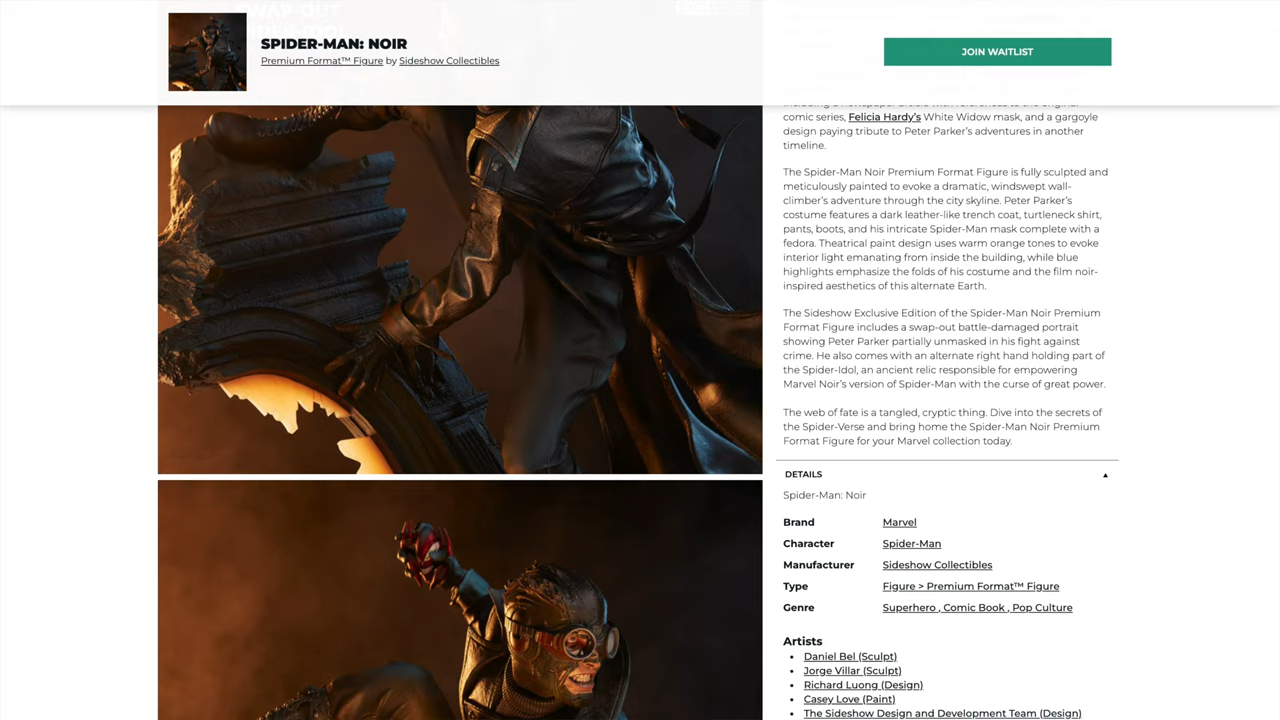 SWAP OUT
SPIDER-MAN: NOIR
Premium Format™ Figure by Sideshow Collectibles
JOIN WAITLIST
including a newspaper article with references to the original
comic series, Felicia Hardy's White Widow mask, and a gargoyle
design paying tribute to Peter Parker's adventures in another
timeline.
The Spider-Man Noir Premium Format Figure is fully sculpted and
meticulously painted to evoke a dramatic, windswept wall-
climber's adventure through the city skyline. Peter Parker's
costume features a dark leather-like trench coat, turtleneck shirt,
pants, boots, and his intricate Spider-Man mask complete with a
fedora. Theatrical paint design uses warm orange tones to evoke
interior light emanating from inside the building, while blue
highlights emphasize the folds of his costume and the film noir-
inspired aesthetics of this alternate Earth.
The Sideshow Exclusive Edition of the Spider-Man Noir Premium
Format Figure includes a swap-out battle-damaged portrait
showing Peter Parker partially unmasked in his fight against
crime. He also comes with an alternate right hand holding part of
the Spider-Idol, an ancient relic responsible for empowering
Marvel Noir's version of Spider-Man with the curse of great power.
The web of fate is a tangled, cryptic thing. Dive into the secrets of
the Spider-Verse and bring home the Spider-Man Noir Premium
Format Figure for your Marvel collection today.
DETAILS ▲
Spider-Man: Noir
Brand Marvel
Character Spider-Man
Manufacturer Sideshow Collectibles
Type Figure > Premium Format™ Figure
Genre Superhero , Comic Book , Pop Culture
Artists
• Daniel Bel (Sculpt)
• Jorge Villar (Sculpt)
• Richard Luong (Design)
• Casey Love (Paint)
• The Sideshow Design and Development Team (Design)